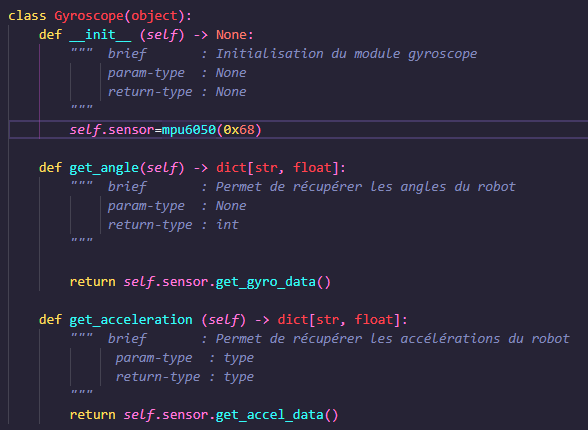 class Gyroscope(object):
    def __init__ (self) -> None:
        """  brief       : Initialisation du module gyroscope
             param-type  : None
             return-type : None
        """
        self.sensor=mpu6050(0x68)

    def get_angle(self) -> dict[str, float]:
        """  brief       : Permet de récupérer les angles du robot
             param-type  : None
             return-type : int
        """

        return self.sensor.get_gyro_data()

    def get_acceleration (self) -> dict[str, float]:
        """  brief       : Permet de récupérer les accélérations du robot
              param-type  : type
              return-type : type
        """
        return self.sensor.get_accel_data()